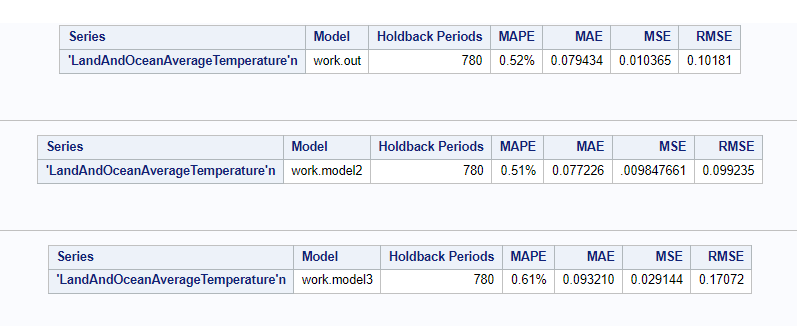 Series Model Holdback Periods MAPE MAE MSE RMSE
'LandAndOceanAverageTemperature'n work.out 780 0.52% 0.079434 0.010365 0.10181
Series Model Holdback Periods MAPE MAE MSE RMSE
'LandAndOceanAverageTemperature'n work.model2 780 0.51% 0.077226 .009847661 0.099235
Series Model Holdback Periods MAPE MAE MSE RMSE
'LandAndOceanAverageTemperature'n work.model3 780 0.61% 0.093210 0.029144 0.17072